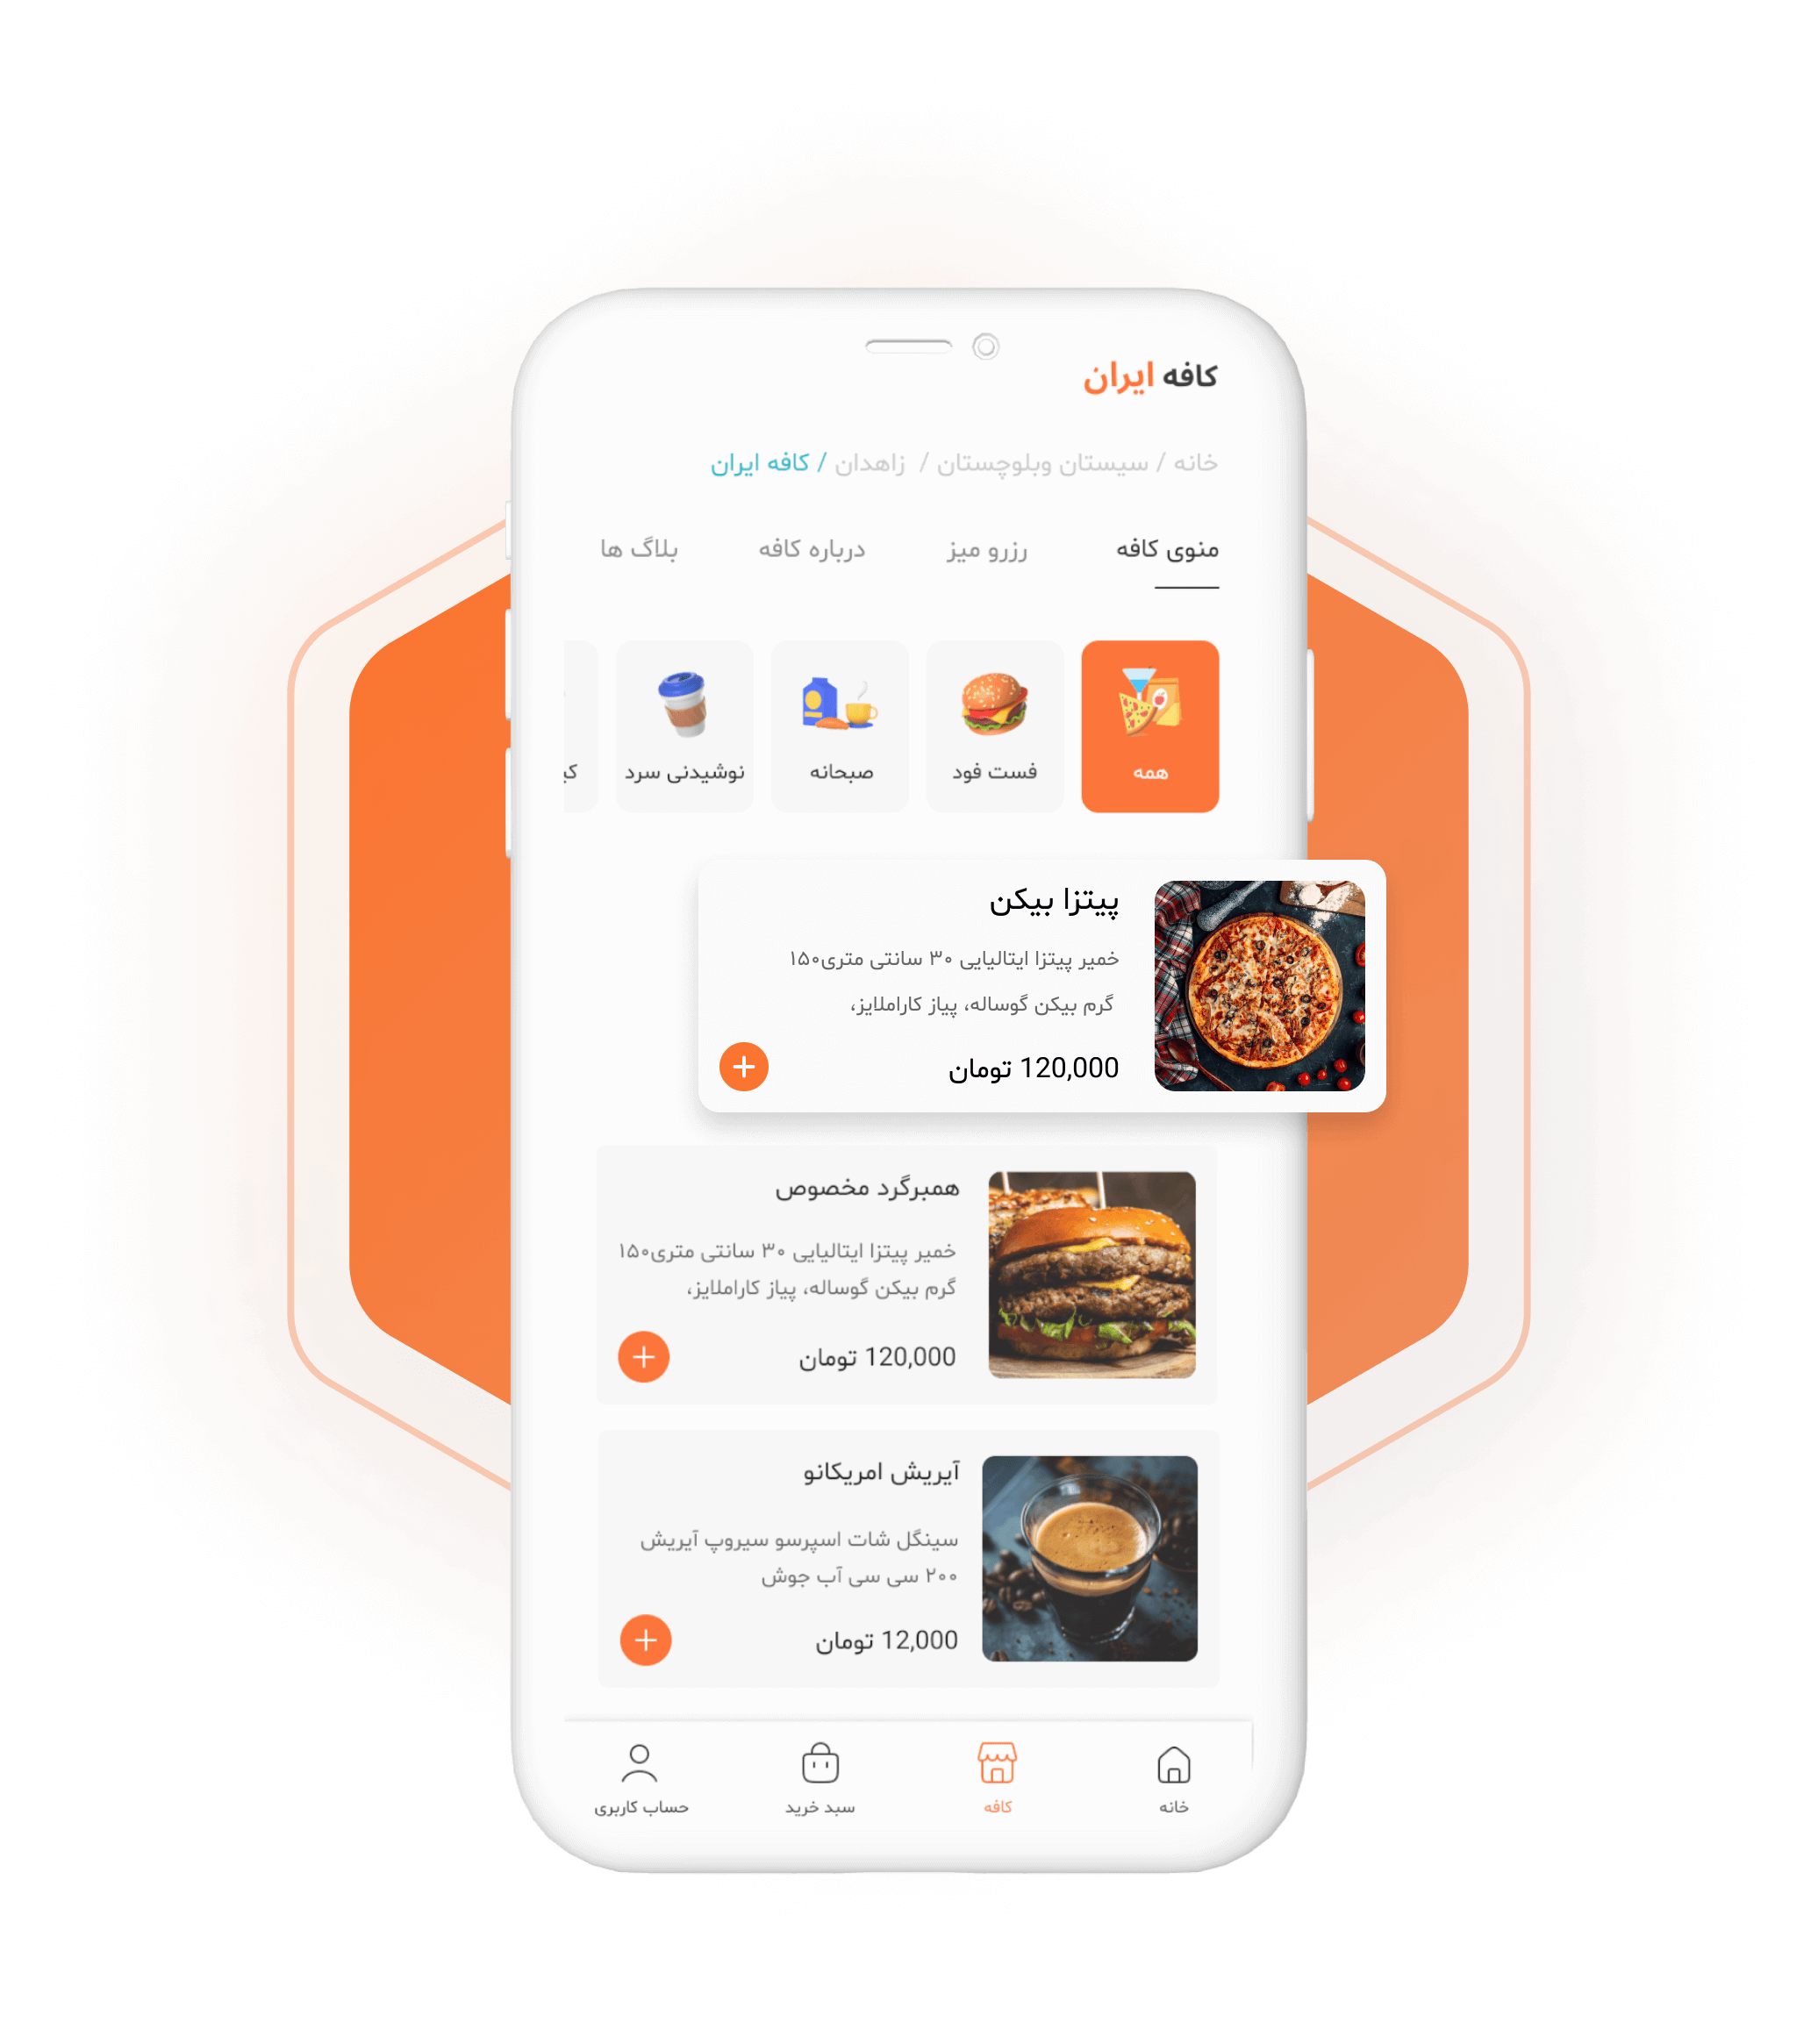 کافه ایران
خانه / سیستان وبلوچستان / زاهدان / کافه ایران
منوی کافه
رزرو میز
درباره کافه
بلاگ ها
همه
فست فود
صبحانه
نوشیدنی سرد
پیتزا بیکن
خمیر پیتزا ایتالیایی ۳۰ سانتی متری۱۵۰
گرم بیکن گوساله، پیاز کاراملایز،
120,000 تومان
همبرگرد مخصوص
خمیر پیتزا ایتالیایی ۳۰ سانتی متری۱۵۰
گرم بیکن گوساله، پیاز کاراملایز،
120,000 تومان
آیریش امریکانو
سینگل شات اسپرسو سیروپ آیریش
۲۰۰ سی سی آب جوش
12,000 تومان
خانه
کافه
سبد خرید
حساب کاربری